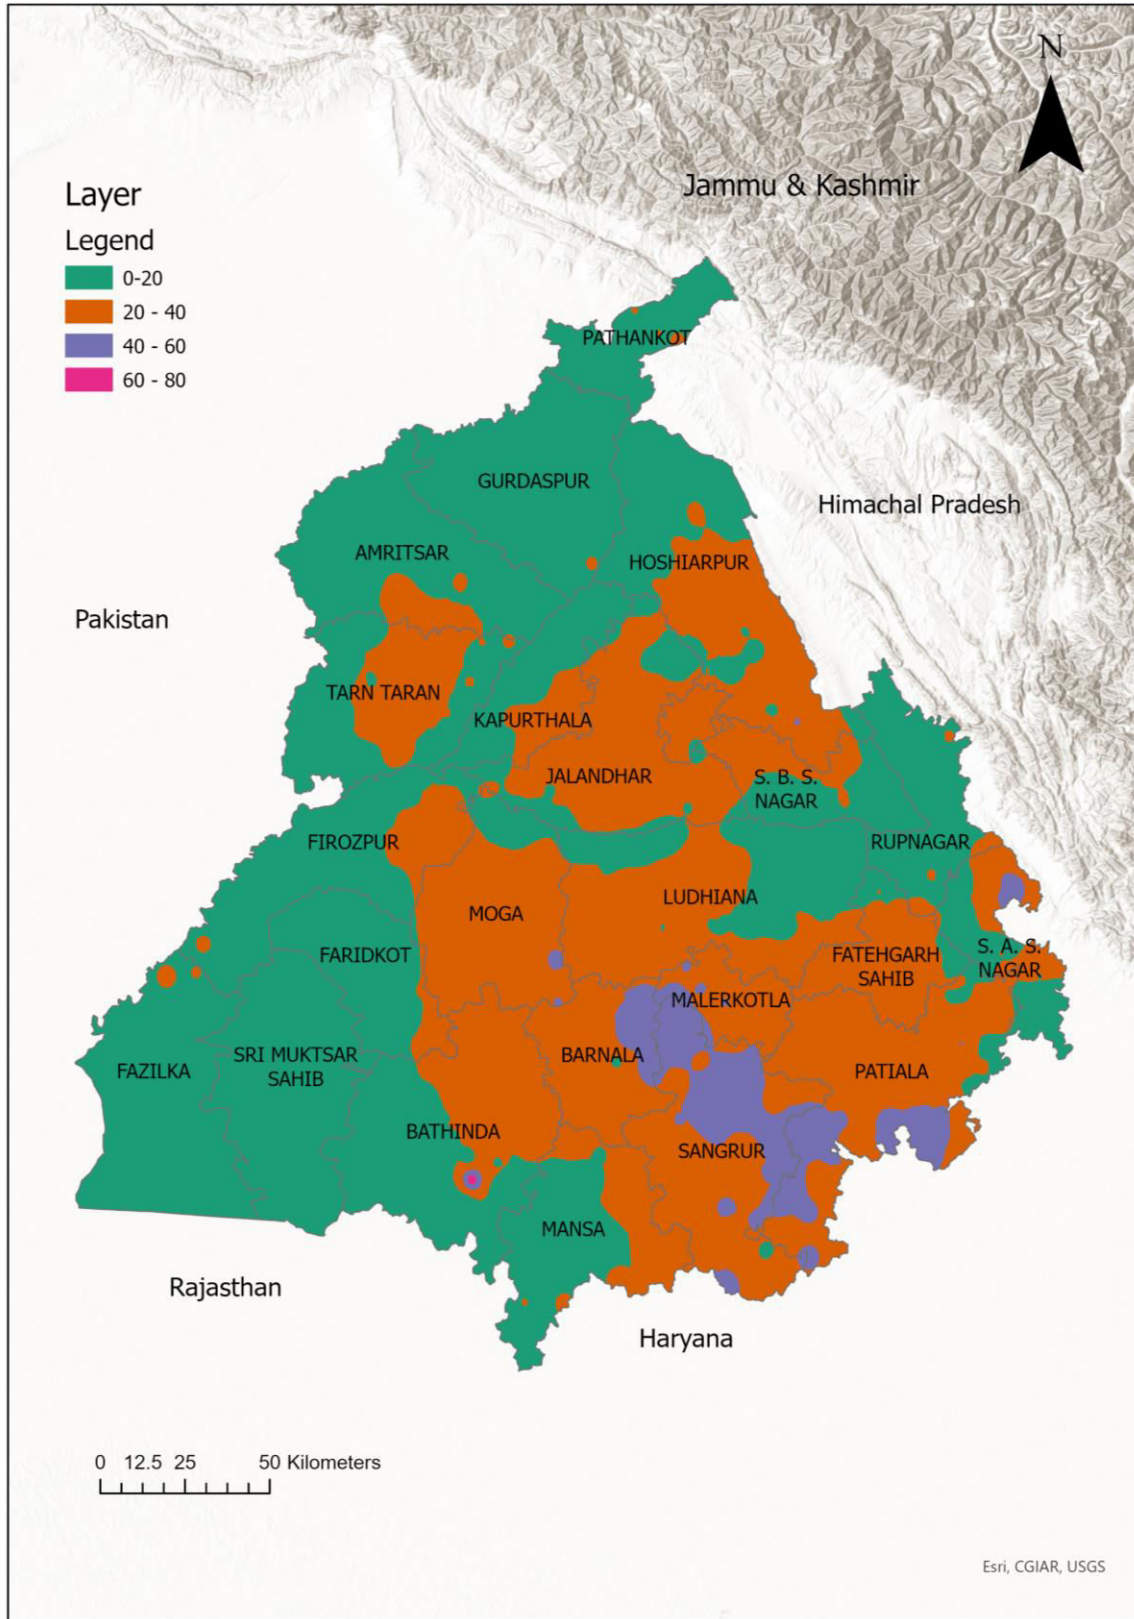 N
Jammu & Kashmir
Layer
Legend
0-20
20 - 40
40 - 60
60 - 80
PATHANKOT
GURDASPUR
Himachal Pradesh
AMRITSAR
HOSHIARPUR
Pakistan
TARN TARAN
KAPURTHALA
JALANDHAR
S. B. S.
NAGAR
FIROZPUR
RUPNAGAR
LUDHIANA
MOGA
FARIDKOT
FATEHGARH
SAHIB
S. A. S.
NAGAR
MALERKOTLA
BARNALA
SRI MUKTSAR
SAHIB
FAZILKA
PATIALA
BATHINDA
SANGRUR
MANSA
Rajasthan
Haryana
0 12.5 25 50 Kilometers
Esri, CGIAR, USGS